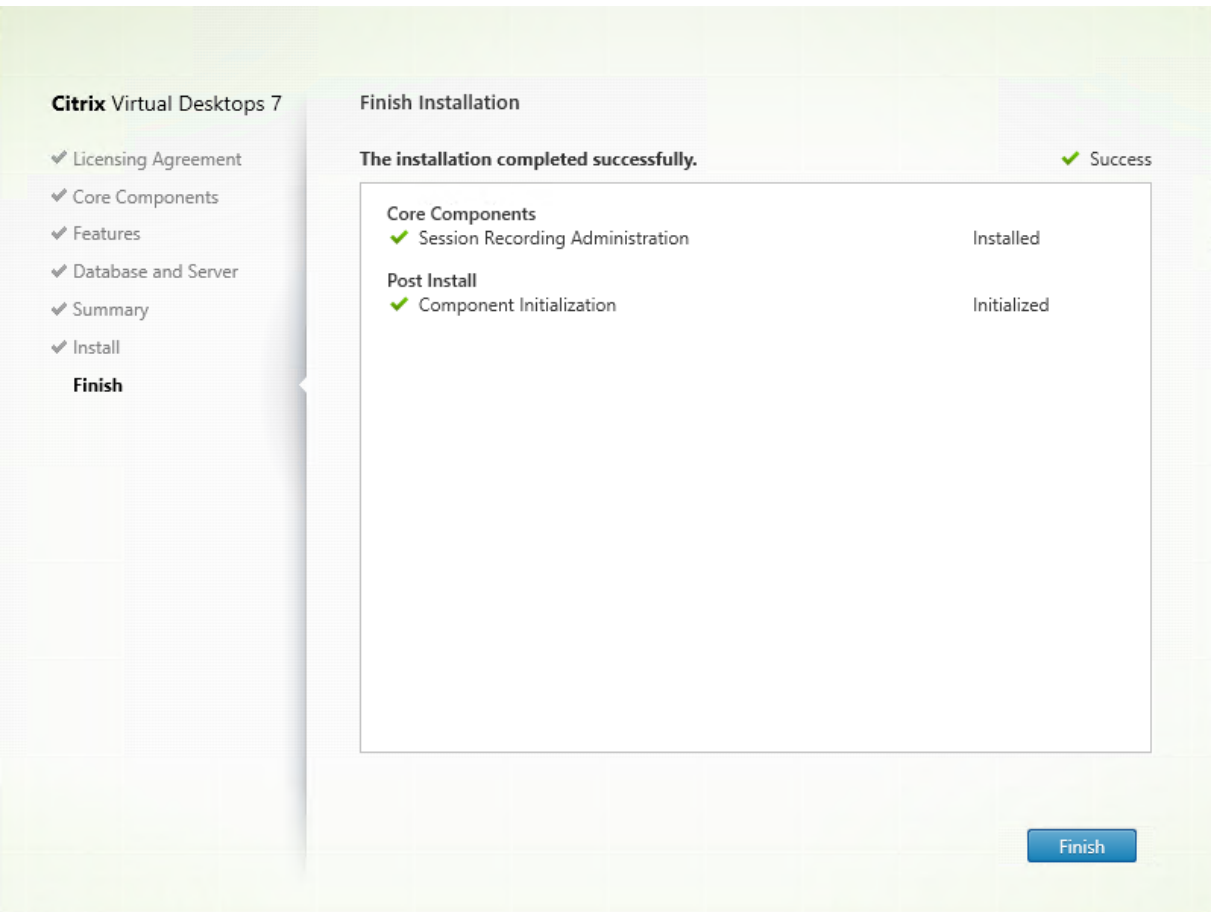 Citrix Virtual Desktops 7
Licensing Agreement
Core Components
Features
Database and Server
Summary
Install
Finish
Finish Installation
The installation completed successfully.
Success
Core Components
Session Recording Administration Installed
Post Install
Component Initialization Initialized
Finish